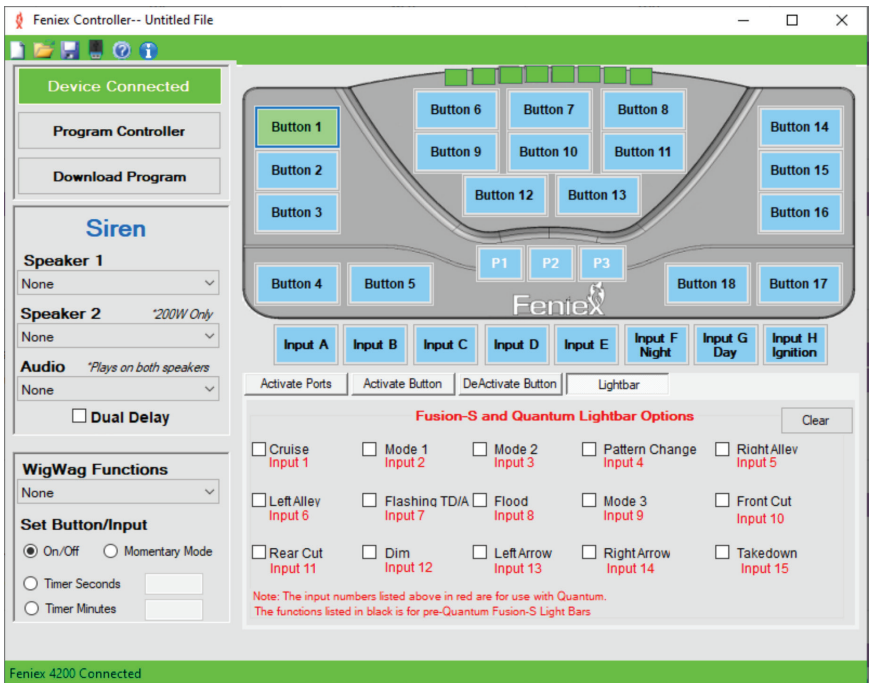 Feniex Controller-- Untitled File
Device Connected
Program Controller
Download Program
Siren
Speaker 1
None
Speaker 2 *200W Only
None
Audio *Plays on both speakers
None
Dual Delay
WigWag Functions
None
Set Button/Input
On/Off Momentary Mode
Timer Seconds
Timer Minutes
Button 6 Button 7 Button 8
Button 1 Button 14
Button 9 Button 10 Button 11
Button 2 Button 15
Button 12 Button 13
Button 3 Button 16
P1 P2 P3
Button 4 Button 5 Button 18 Button 17
Feniex
Input A Input B Input C Input D Input E Input F Night Input G Day Input H Ignition
Activate Ports Activate Button DeActivate Button Lightbar
Fusion-S and Quantum Lightbar Options Clear
Cruise Mode 1 Mode 2 Pattern Change Right Alley
Input 1 Input 2 Input 3 Input 4 Input 5
Left Alley Flashing TD/A Flood Mode 3 Front Cut
Input 6 Input 7 Input 8 Input 9 Input 10
Rear Cut Dim Left Arrow Right Arrow Takedown
Input 11 Input 12 Input 13 Input 14 Input 15
Note: The input numbers listed above in red are for use with Quantum.
The functions listed in black is for pre-Quantum Fusion-S Light Bars
Feniex 4200 Connected